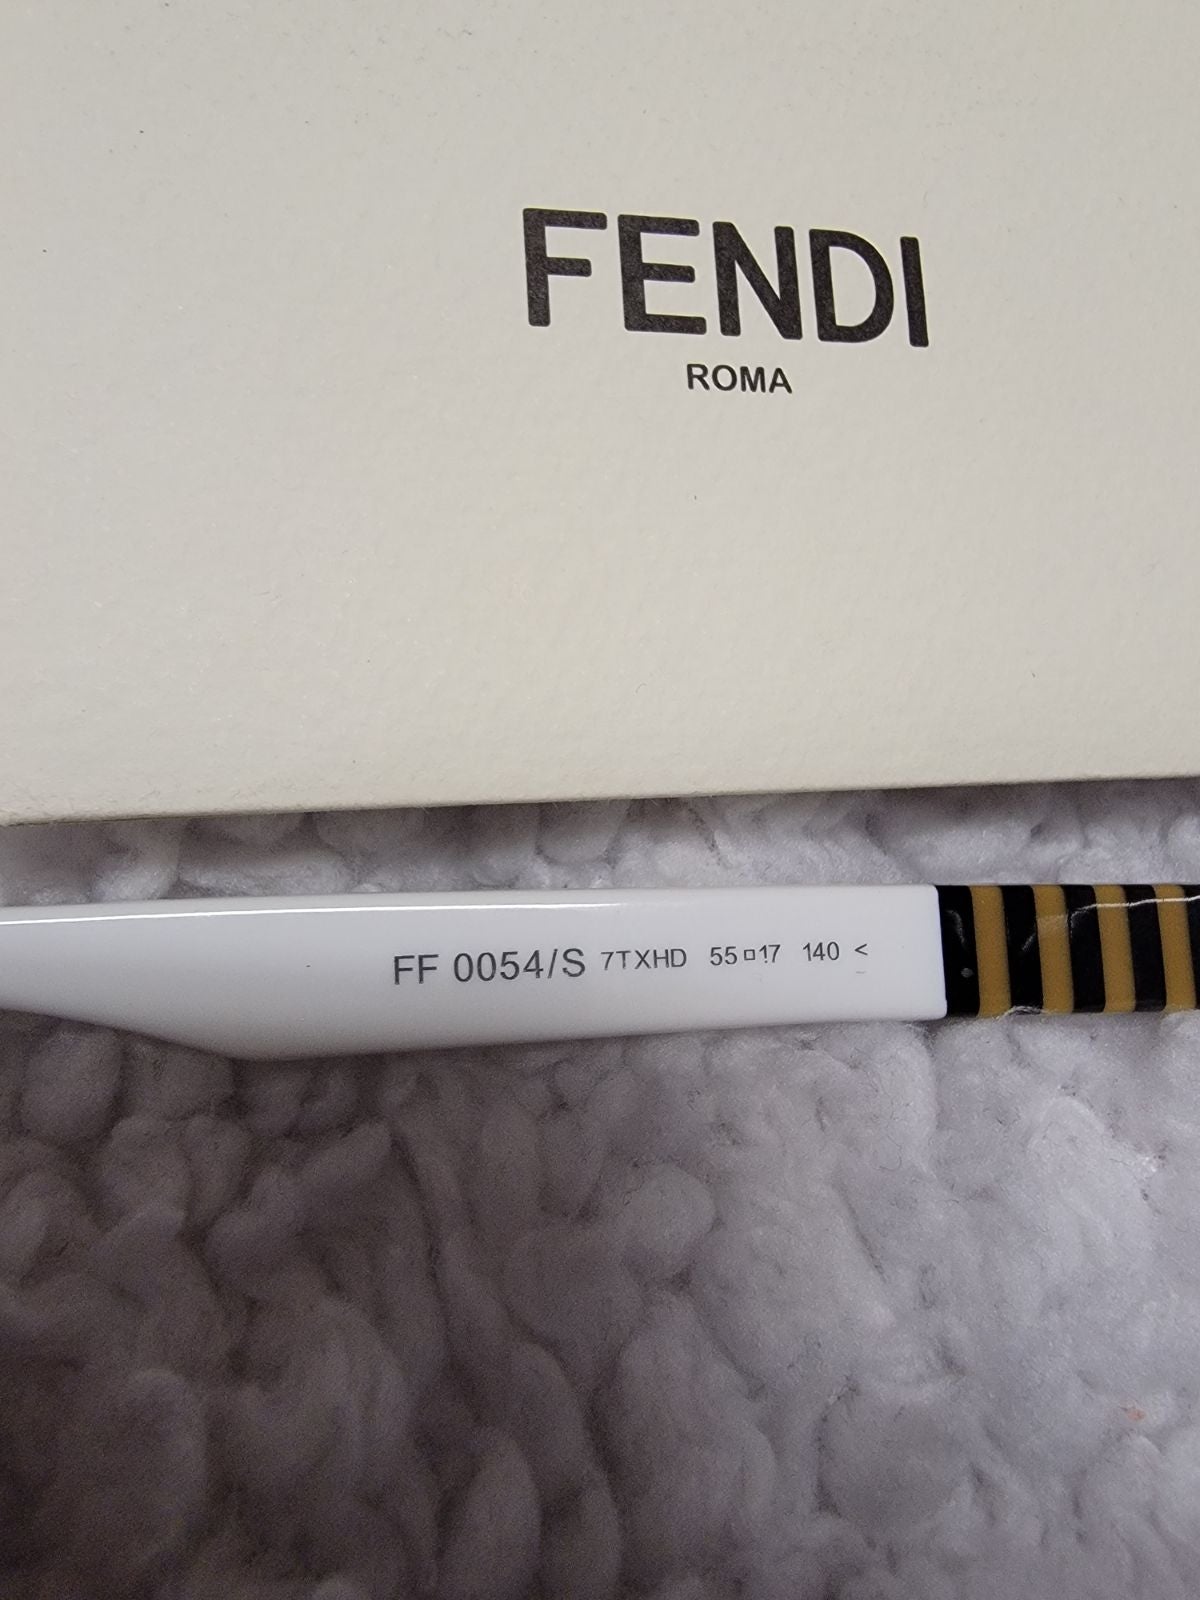 FENDI
ROMA
FF 0054/S 7TXHD 55□17 140 <